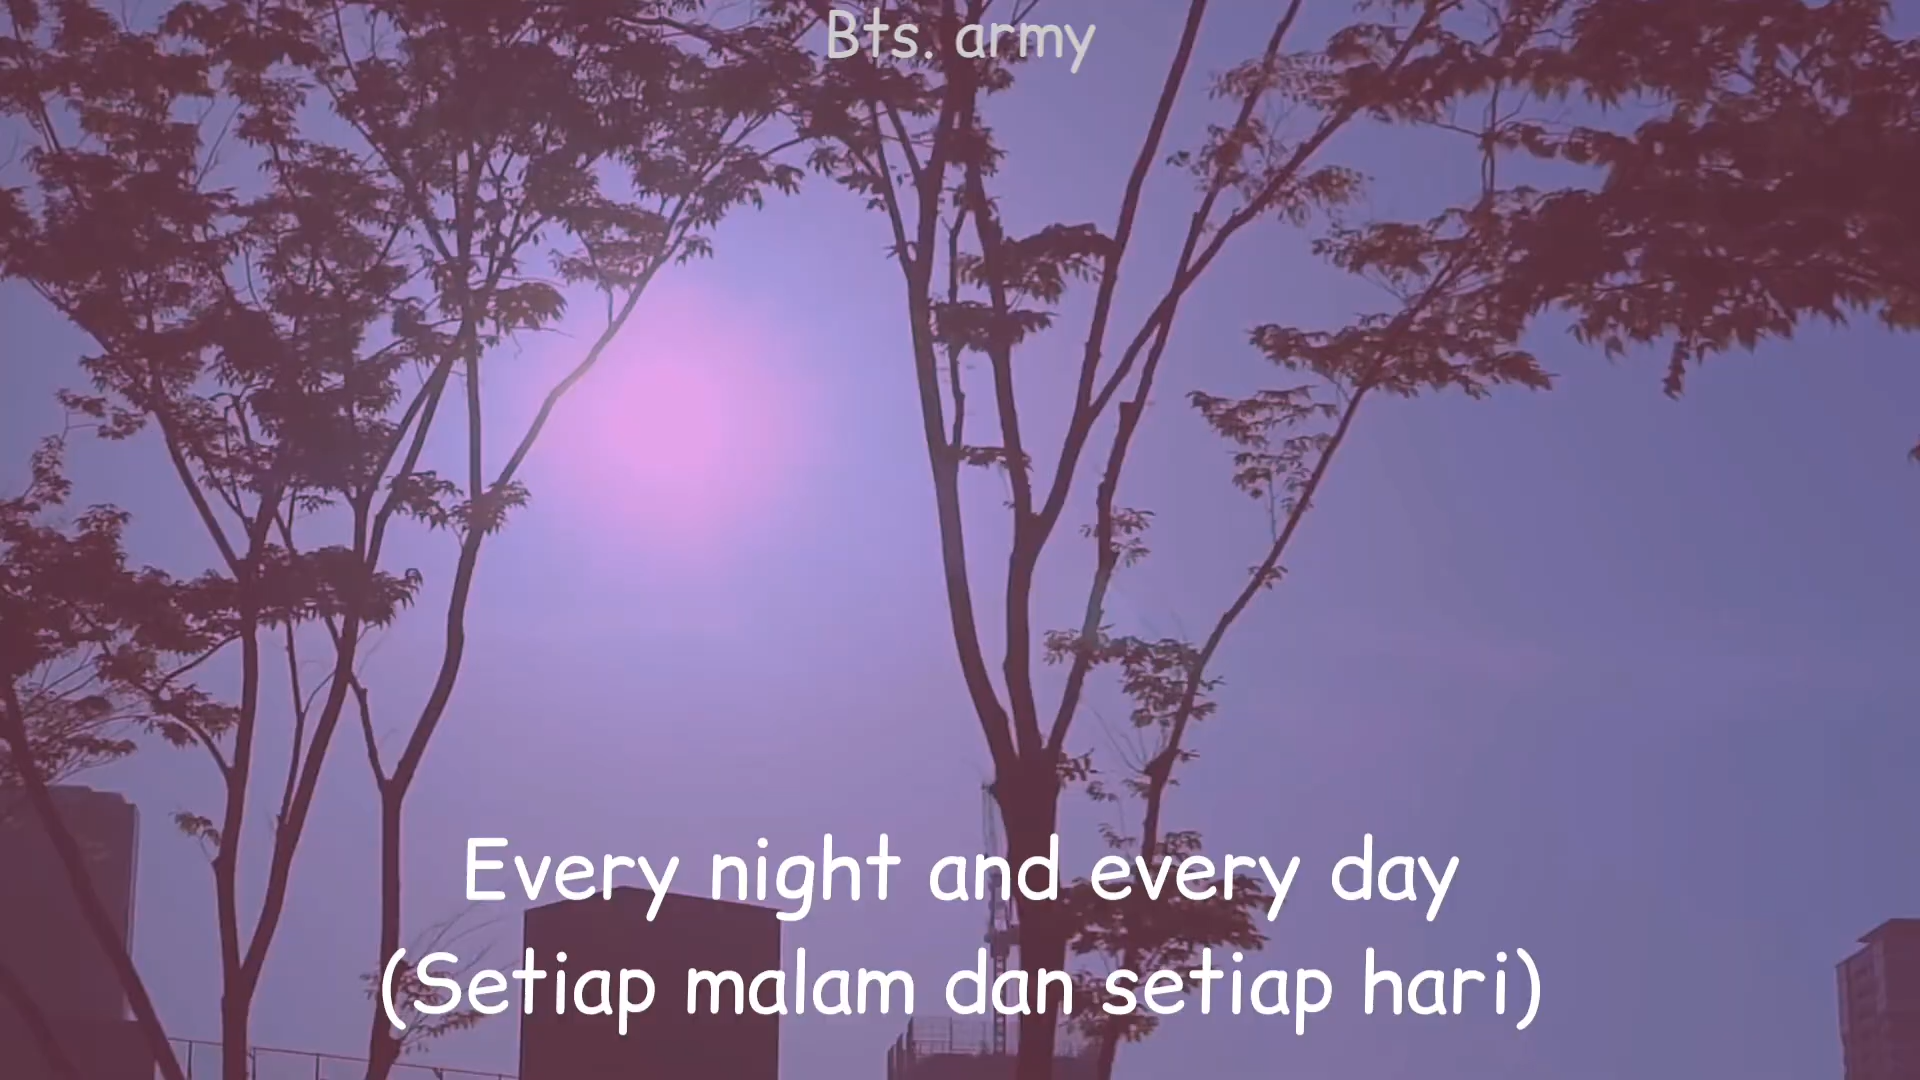 Bts. army
Every night and every day
(Setiap malam dan setiap hari)